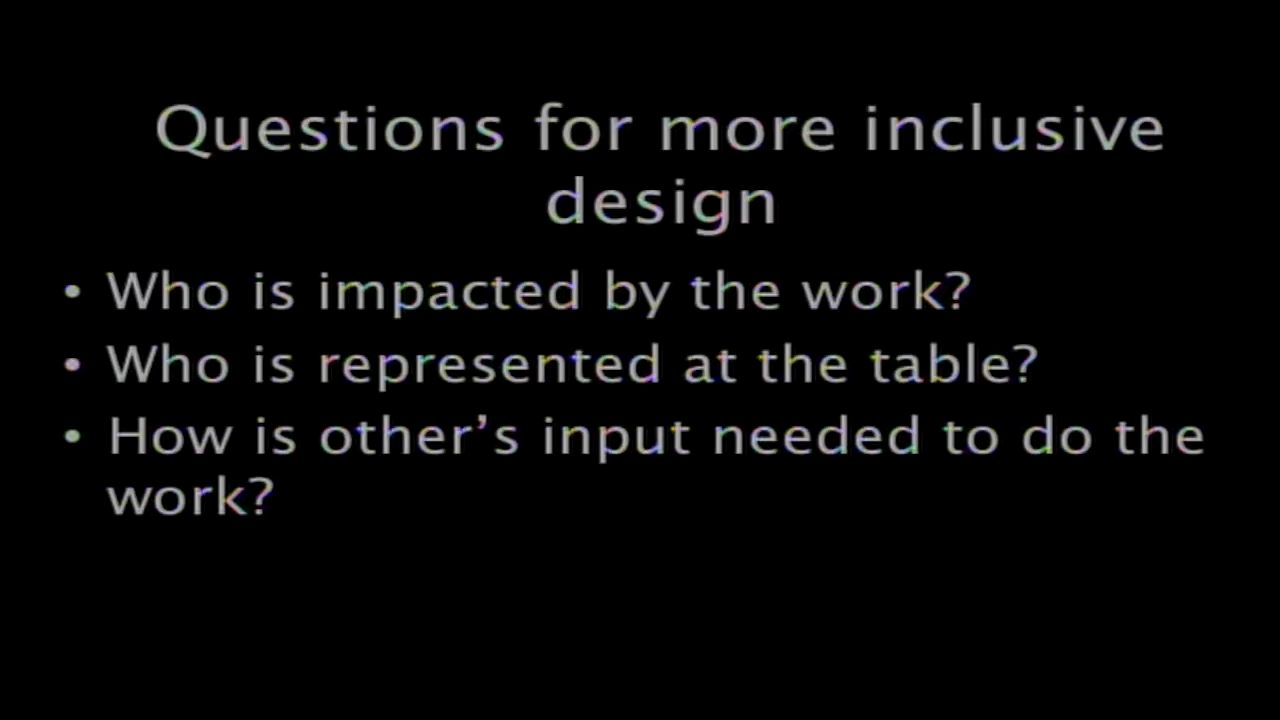 Questions for more inclusive
design
• Who is impacted by the work?
• Who is represented at the table?
• How is other’s input needed to do the
work?